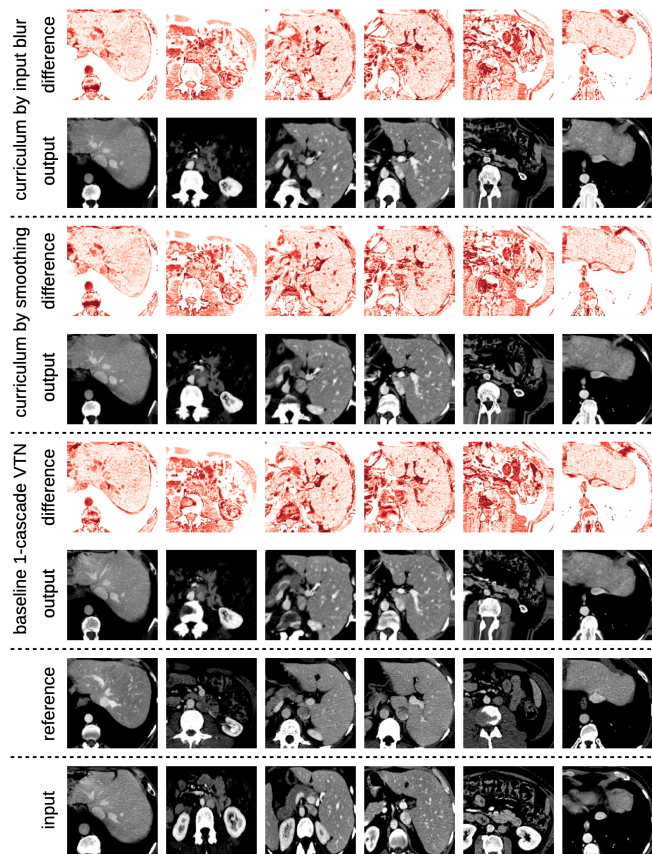 curriculum by input blur
difference
output
curriculum by smoothing
difference
output
baseline 1-cascade VTN
difference
output
reference
input